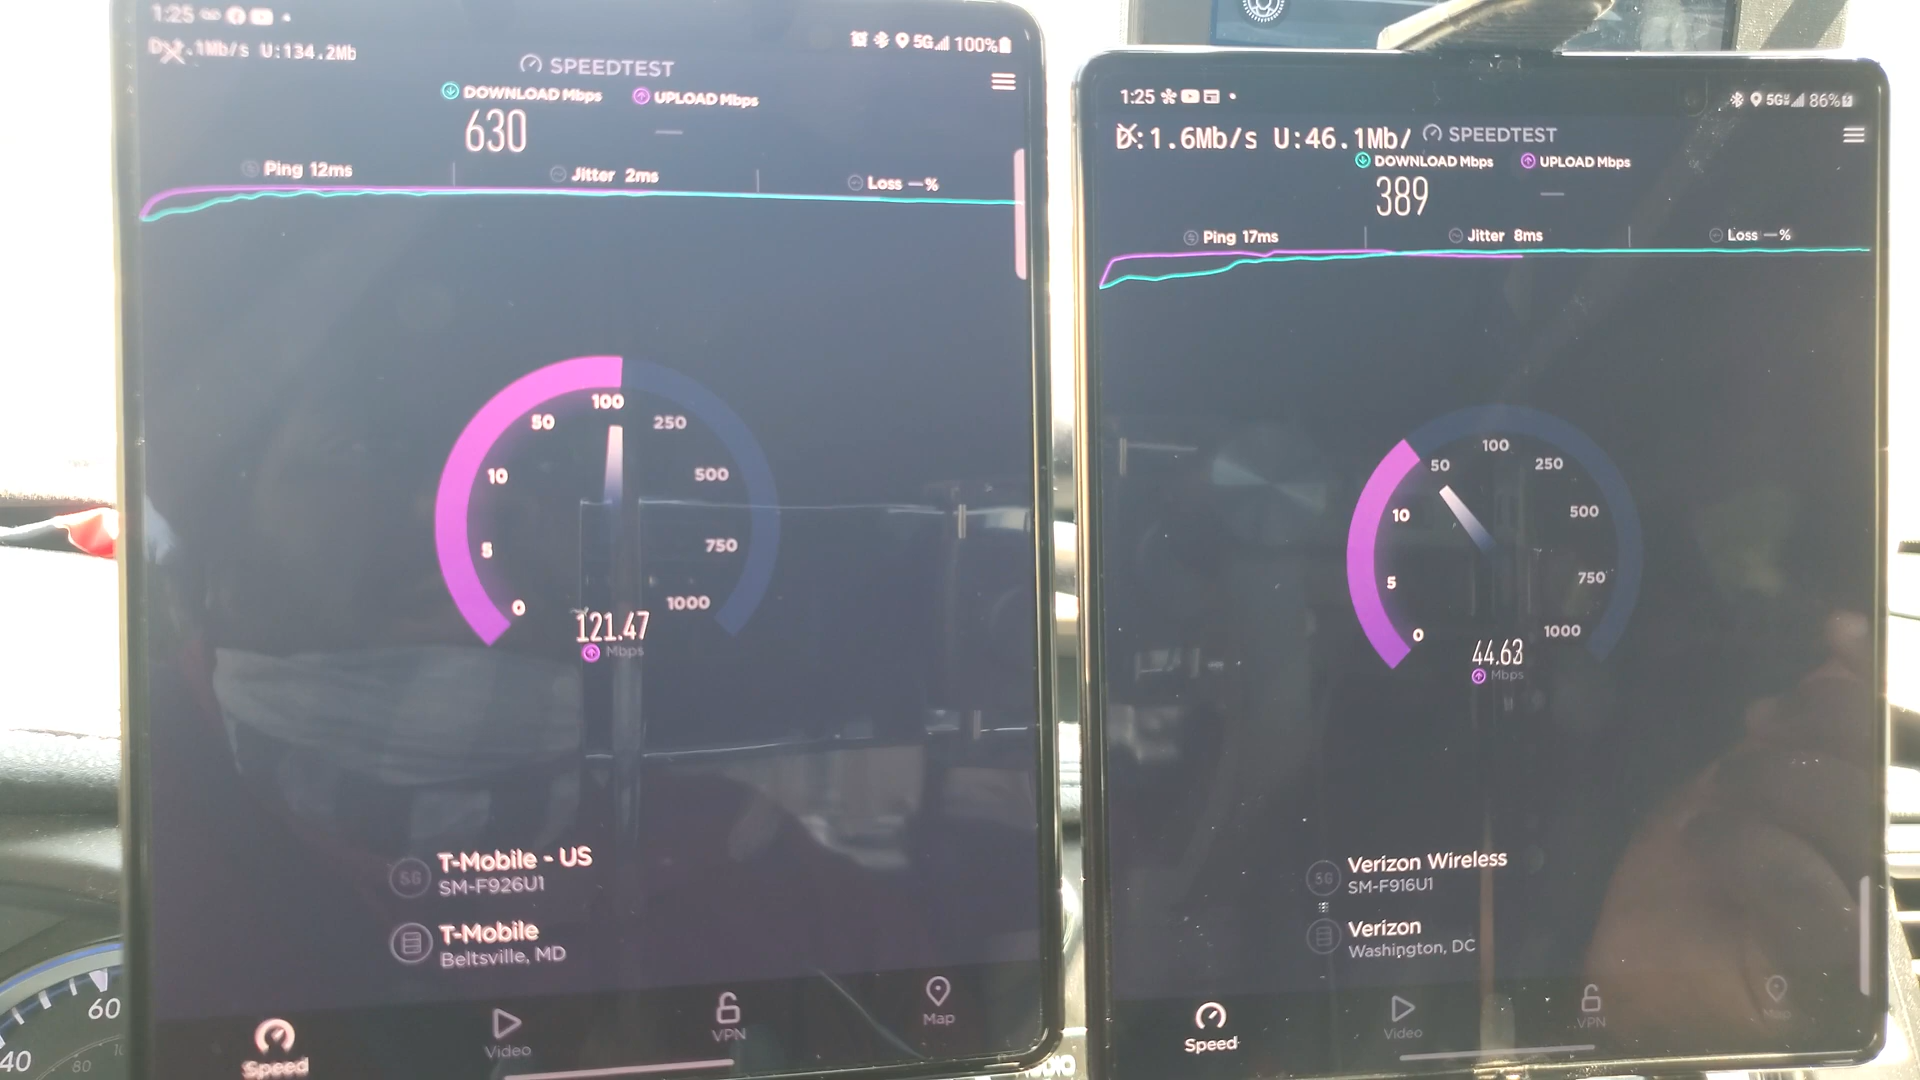 1:25
5G 100%
U:134.2Mb
SPEEDTEST
DOWNLOAD Mbps UPLOAD Mbps
630 —
Ping 12ms Jitter 2ms Loss —%
0
5
10
50
100
250
500
750
1000
121.47
Mbps
5G
T-Mobile - US
SM-F926U1
T-Mobile
Beltsville, MD
Speed Video VPN Map
1:25
86%
D:1.6Mb/s U:46.1Mb/
SPEEDTEST
DOWNLOAD Mbps UPLOAD Mbps
389 —
Ping 17ms Jitter 8ms Loss —%
0
5
10
50
100
250
500
750
1000
44.63
Mbps
5G
Verizon Wireless
SM-F916U1
Verizon
Washington, DC
Speed Video VPN Map
40
60
80